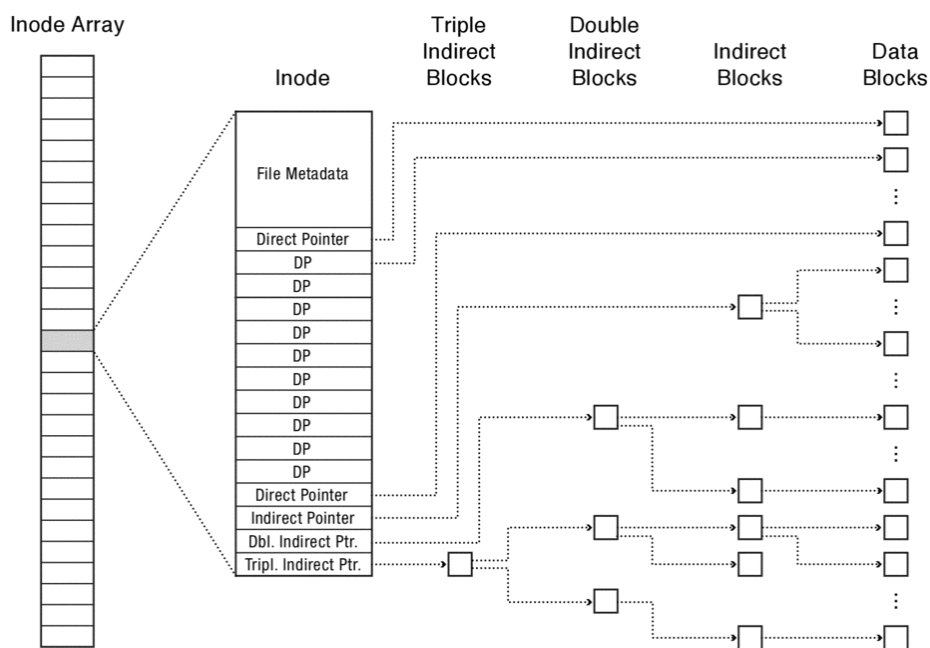 Inode Array
Triple
Indirect
Blocks
Double
Indirect
Blocks
Indirect
Blocks
Data
Blocks
Inode
File Metadata
Direct Pointer
DP
DP
DP
DP
DP
DP
DP
DP
DP
DP
Direct Pointer
Indirect Pointer
Dbl. Indirect Ptr.
Tripl. Indirect Ptr.